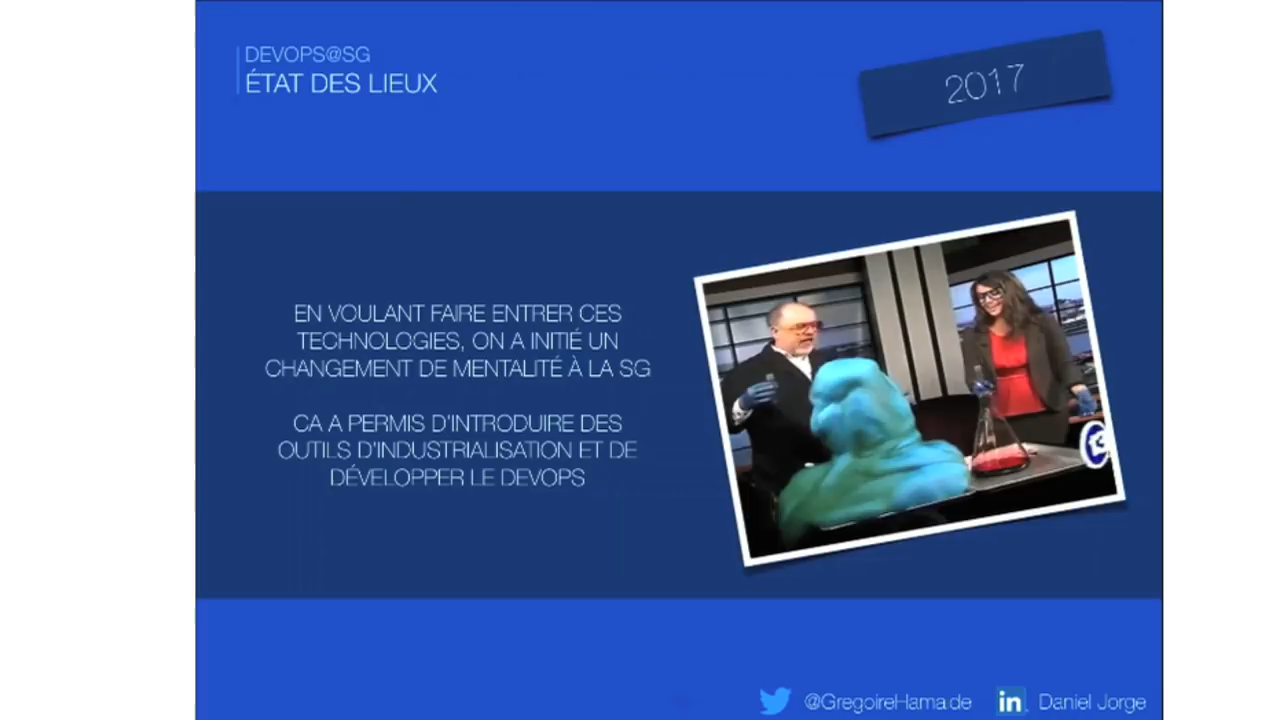 DEVOPS@SG
ÉTAT DES LIEUX
2017
EN VOULANT FAIRE ENTRER CES
TECHNOLOGIES, ON A INITIÉ UN
CHANGEMENT DE MENTALITÉ À LA SG
CA A PERMIS D'INTRODUIRE DES
OUTILS D'INDUSTRIALISATION ET DE
DÉVELOPPER LE DEVOPS
@GregoireHamade
in
Daniel Jorge